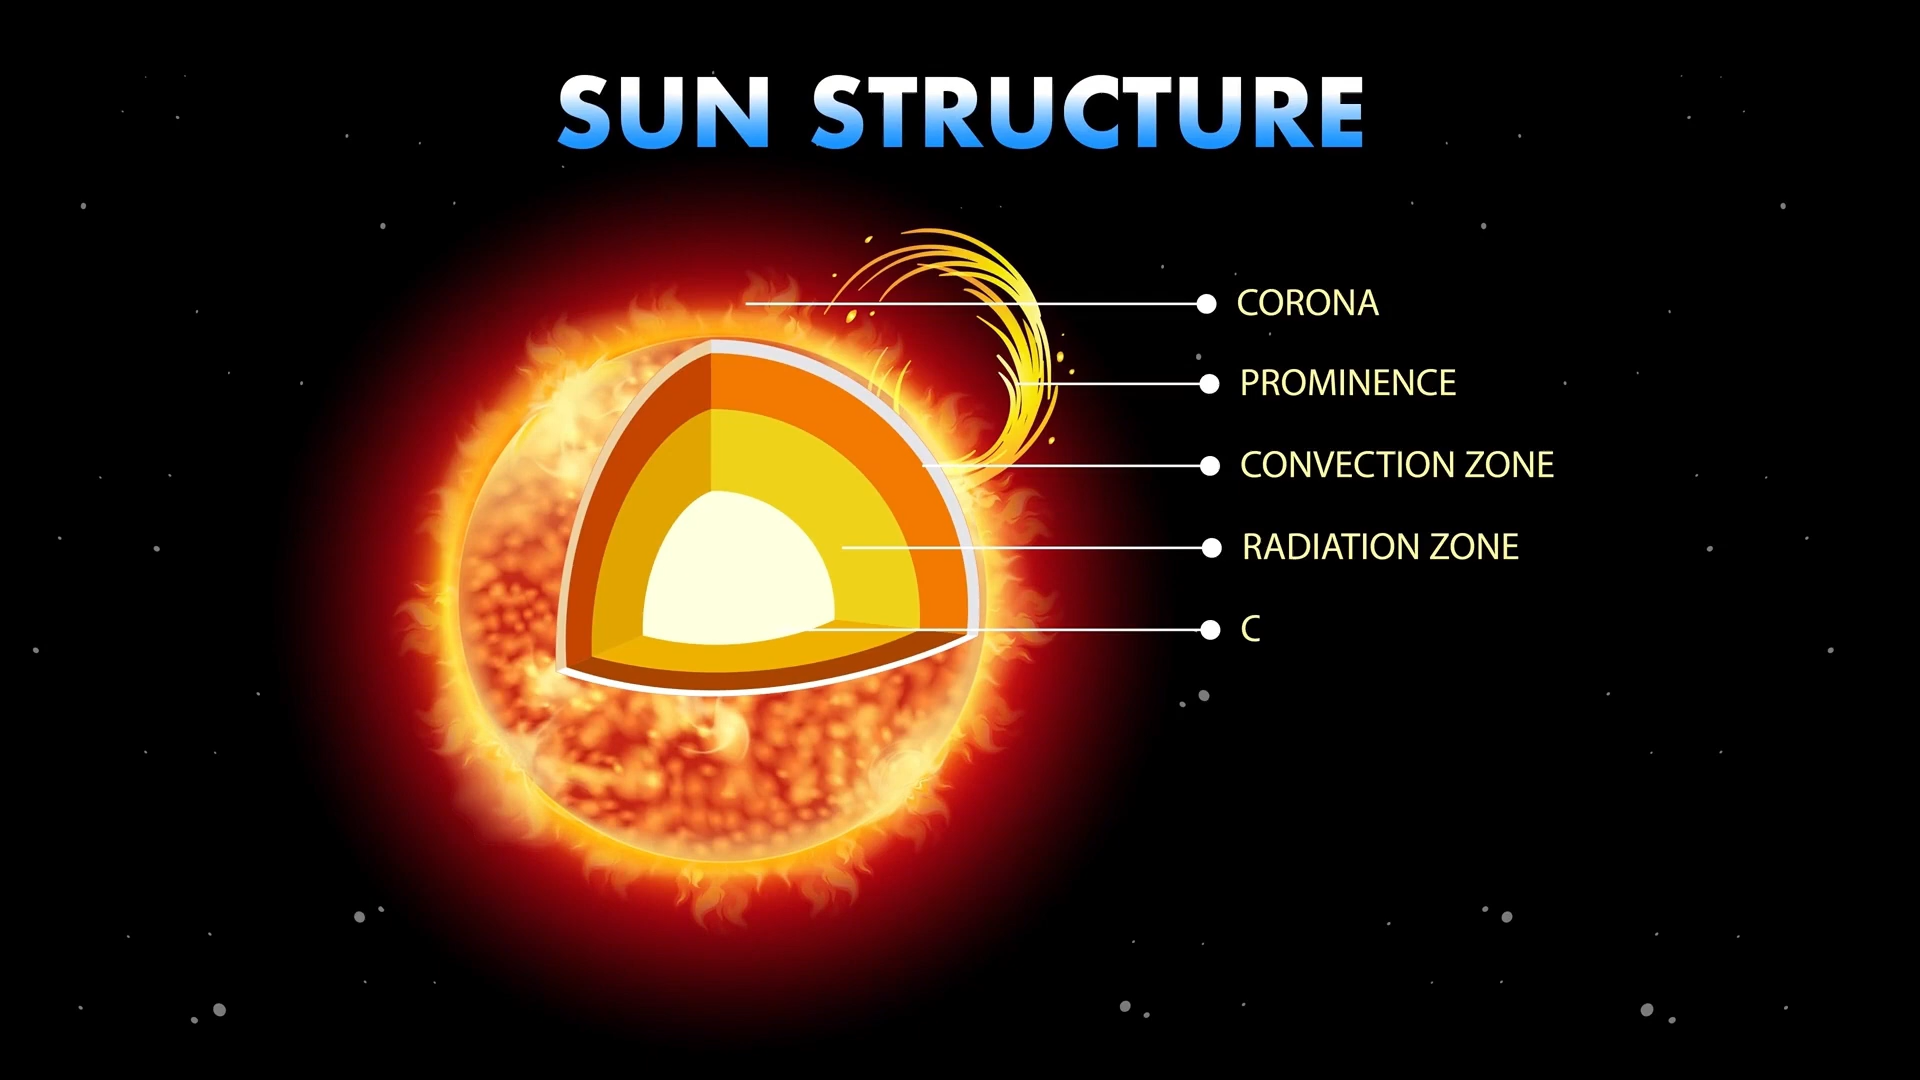 SUN STRUCTURE
CORONA
PROMINENCE
CONVECTION ZONE
RADIATION ZONE
C